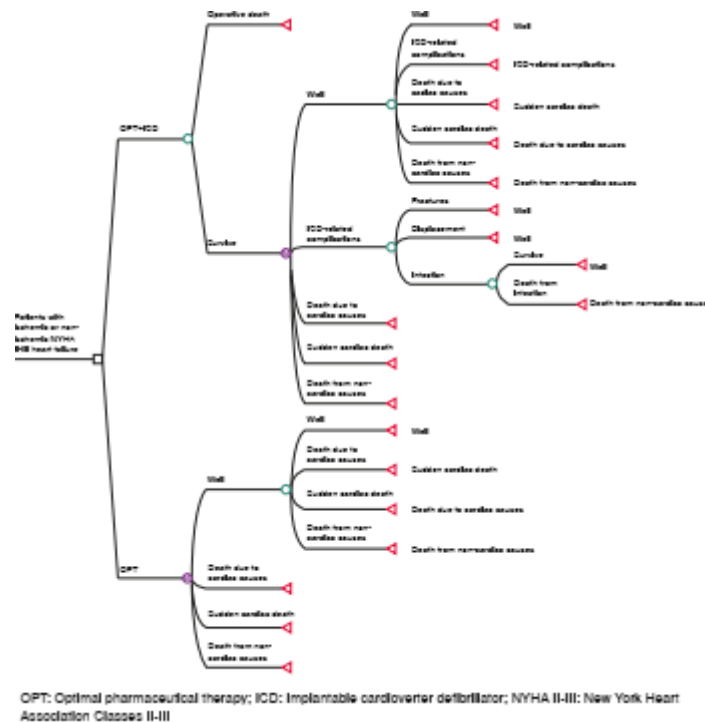 Operative death
Well
Well
ICD-related
complications
ICD-related complications
Death due to
cardiac causes
Sudden cardiac death
Well
Sudden cardiac death
Death due to cardiac causes
OPT+ICD
Death from non-
cardiac causes
Death from non-cardiac causes
Fractures
Well
Displacement
Well
ICD-related
complications
Survive
Infection
Survive
Well
Death from
infection
Death from non-cardiac causes
Death due to
cardiac causes
Patients with
ischemic or non-
ischemic NYHA
II-III heart failure
Sudden cardiac death
Death from non-
cardiac causes
Well
Well
Death due to
cardiac causes
Sudden cardiac death
Well
Sudden cardiac death
Death due to cardiac causes
Death from non-
cardiac causes
Death from non-cardiac causes
OPT
Death due to
cardiac causes
Sudden cardiac death
Death from non-
cardiac causes
OPT: Optimal pharmaceutical therapy; ICD: Implantable cardioverter defibrillator; NYHA II-III: New York Heart
Association Classes II-III